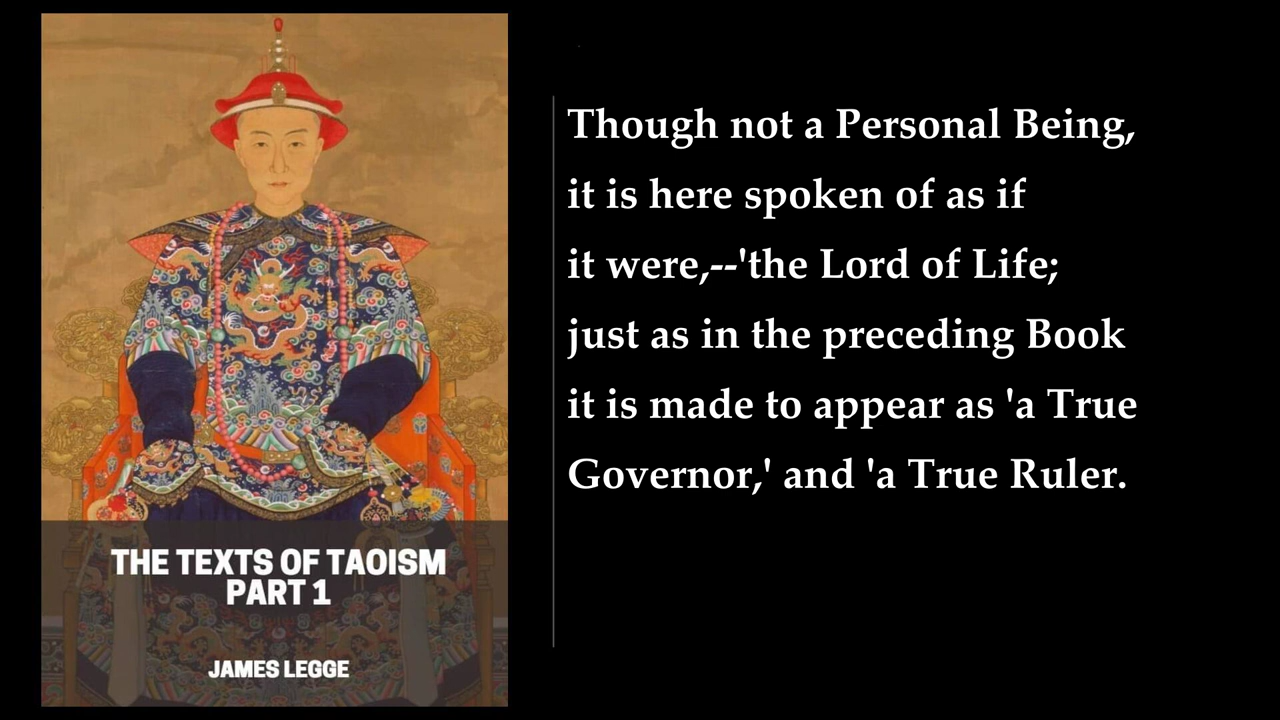 THE TEXTS OF TAOISM
PART 1
JAMES LEGGE
Though not a Personal Being,
it is here spoken of as if
it were,--'the Lord of Life;
just as in the preceding Book
it is made to appear as 'a True
Governor,' and 'a True Ruler.